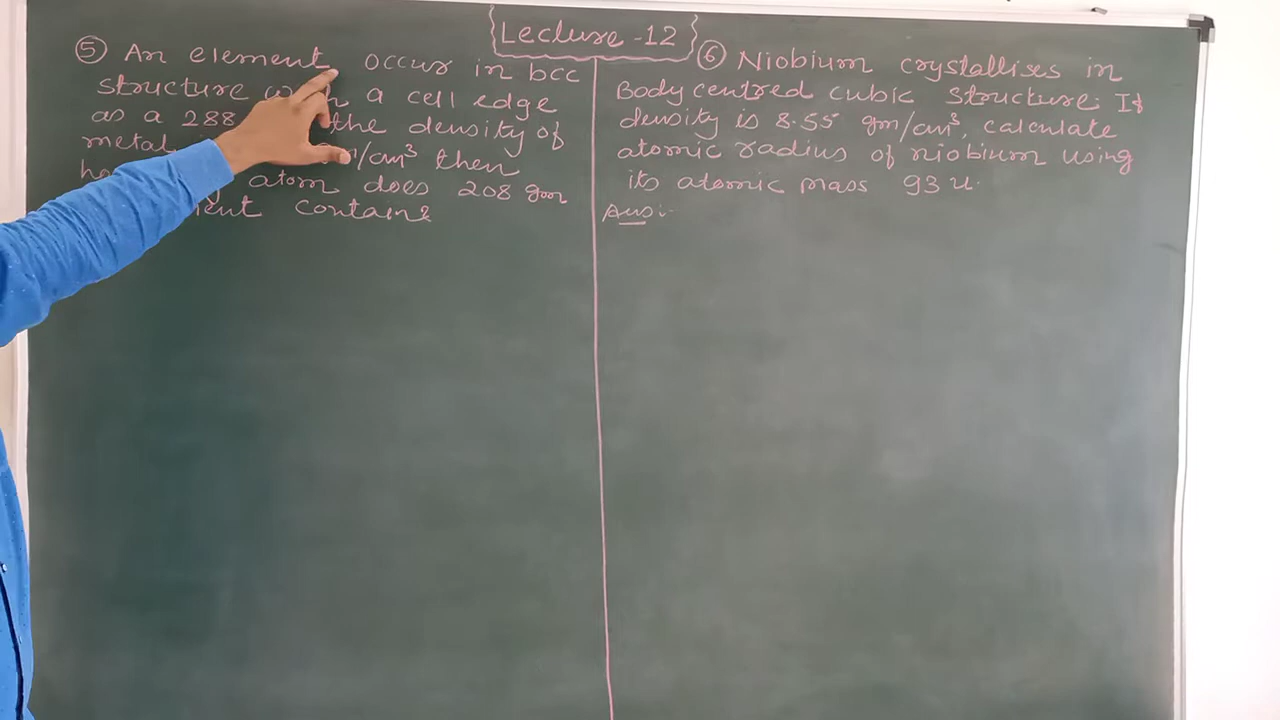 Lecture -12
⑤ An element occur in bcc
structure a cell edge
as a 288 the density of
metal /cm³ then
atom does 208 gm
contains
⑥ Niobium crystallises in
Body centred cubic structure. If
density is 8.55 gm/cm³, calculate
atomic radius of niobium using
its atomic mass 93 u.
Ans:-